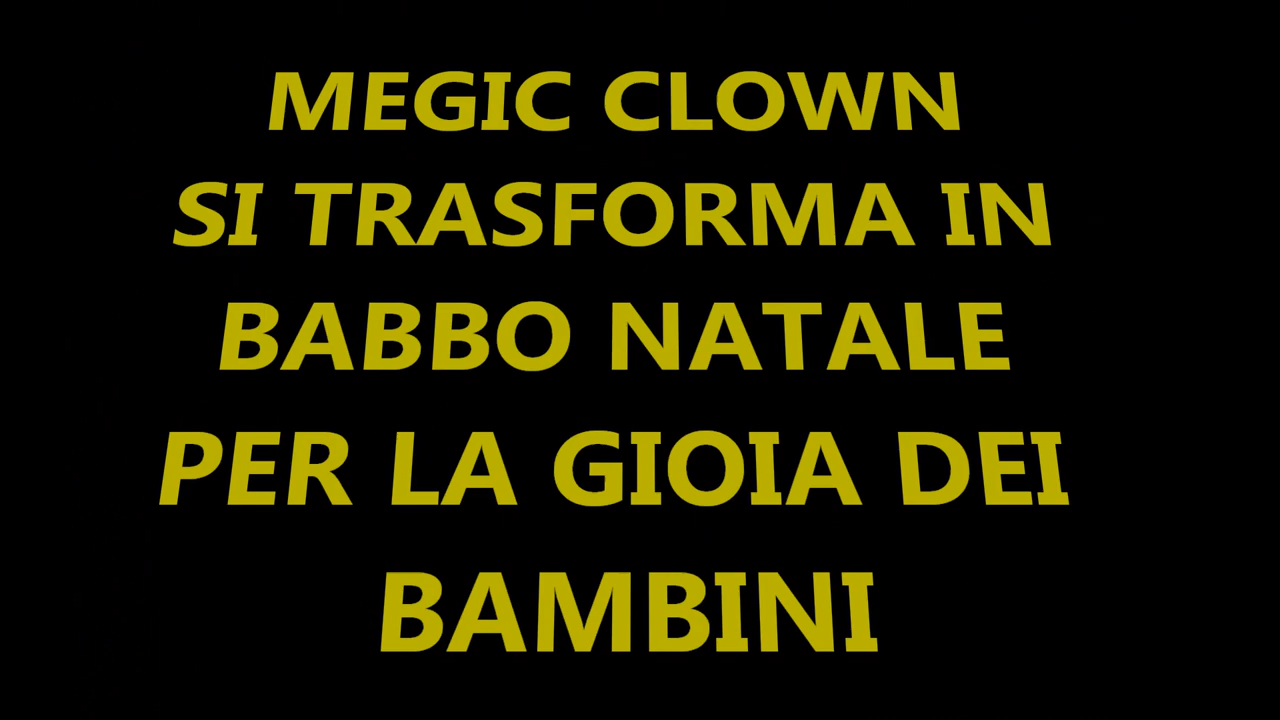 MEGIC CLOWN
SI TRASFORMA IN
BABBO NATALE
PER LA GIOIA DEI
BAMBINI